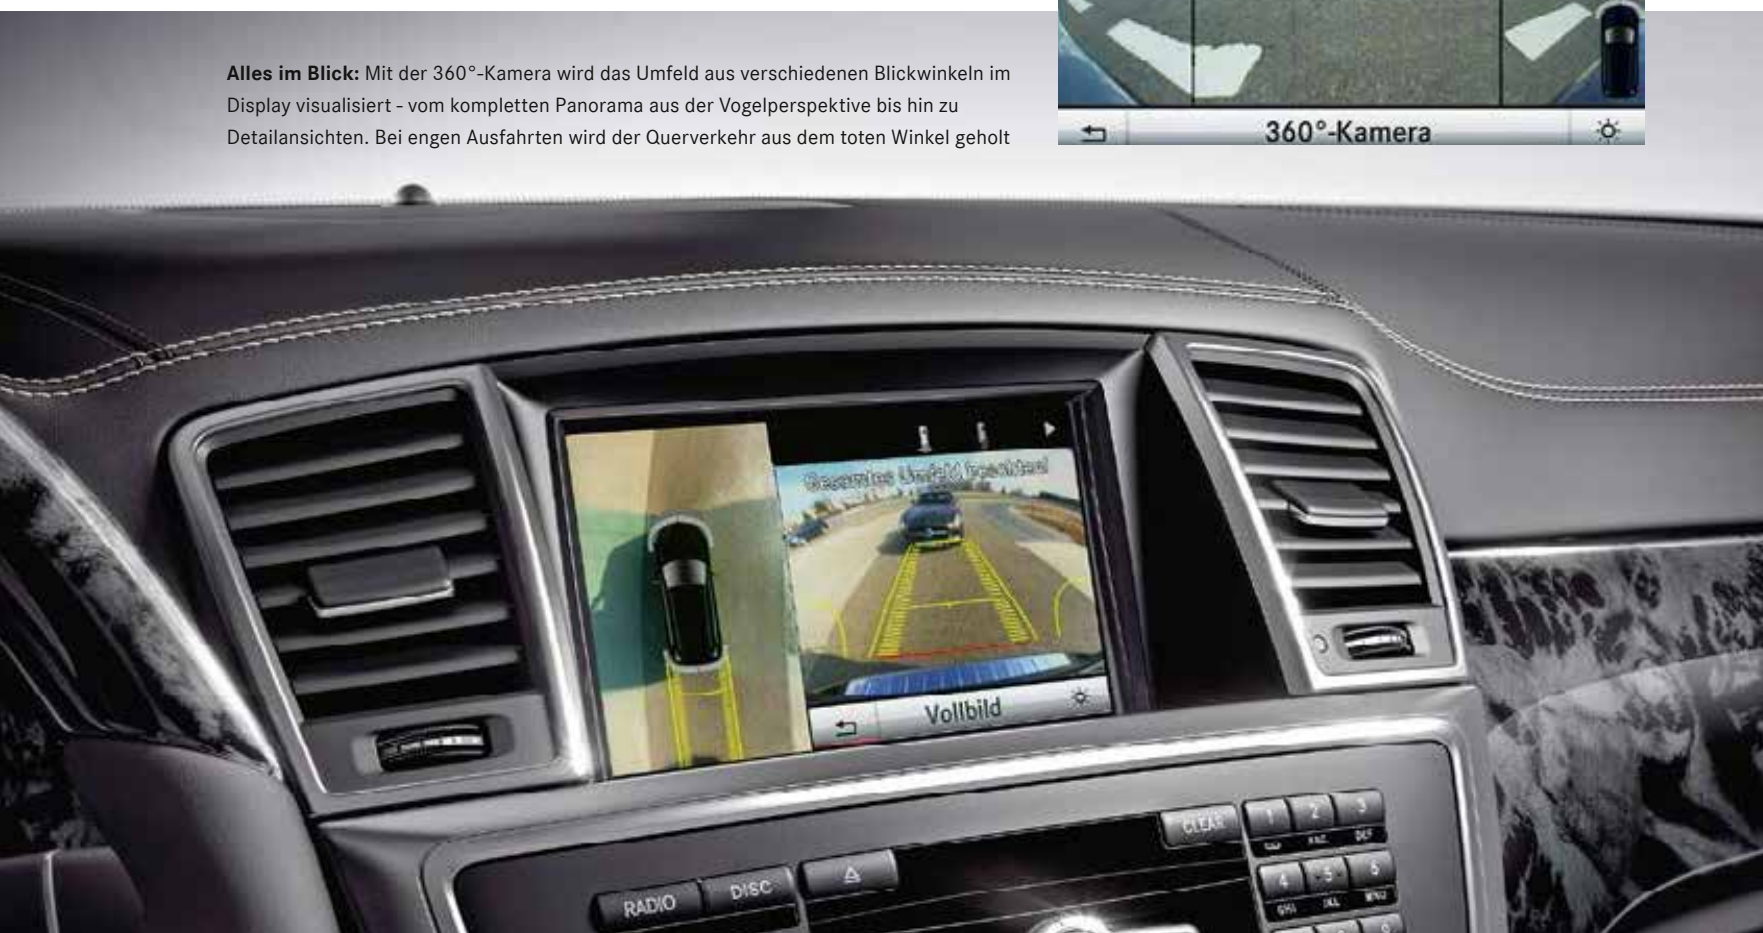 Alles im Blick: Mit der 360°-Kamera wird das Umfeld aus verschiedenen Blickwinkeln im
Display visualisiert - vom kompletten Panorama aus der Vogelperspektive bis hin zu
Detailansichten. Bei engen Ausfahrten wird der Querverkehr aus dem toten Winkel geholt
360°-Kamera
Gesamtes Umfeld beachten!
Vollbild
CLEAR
1 2 3
DEF
4 5 6
GHI JKL MNO
RADIO DISC